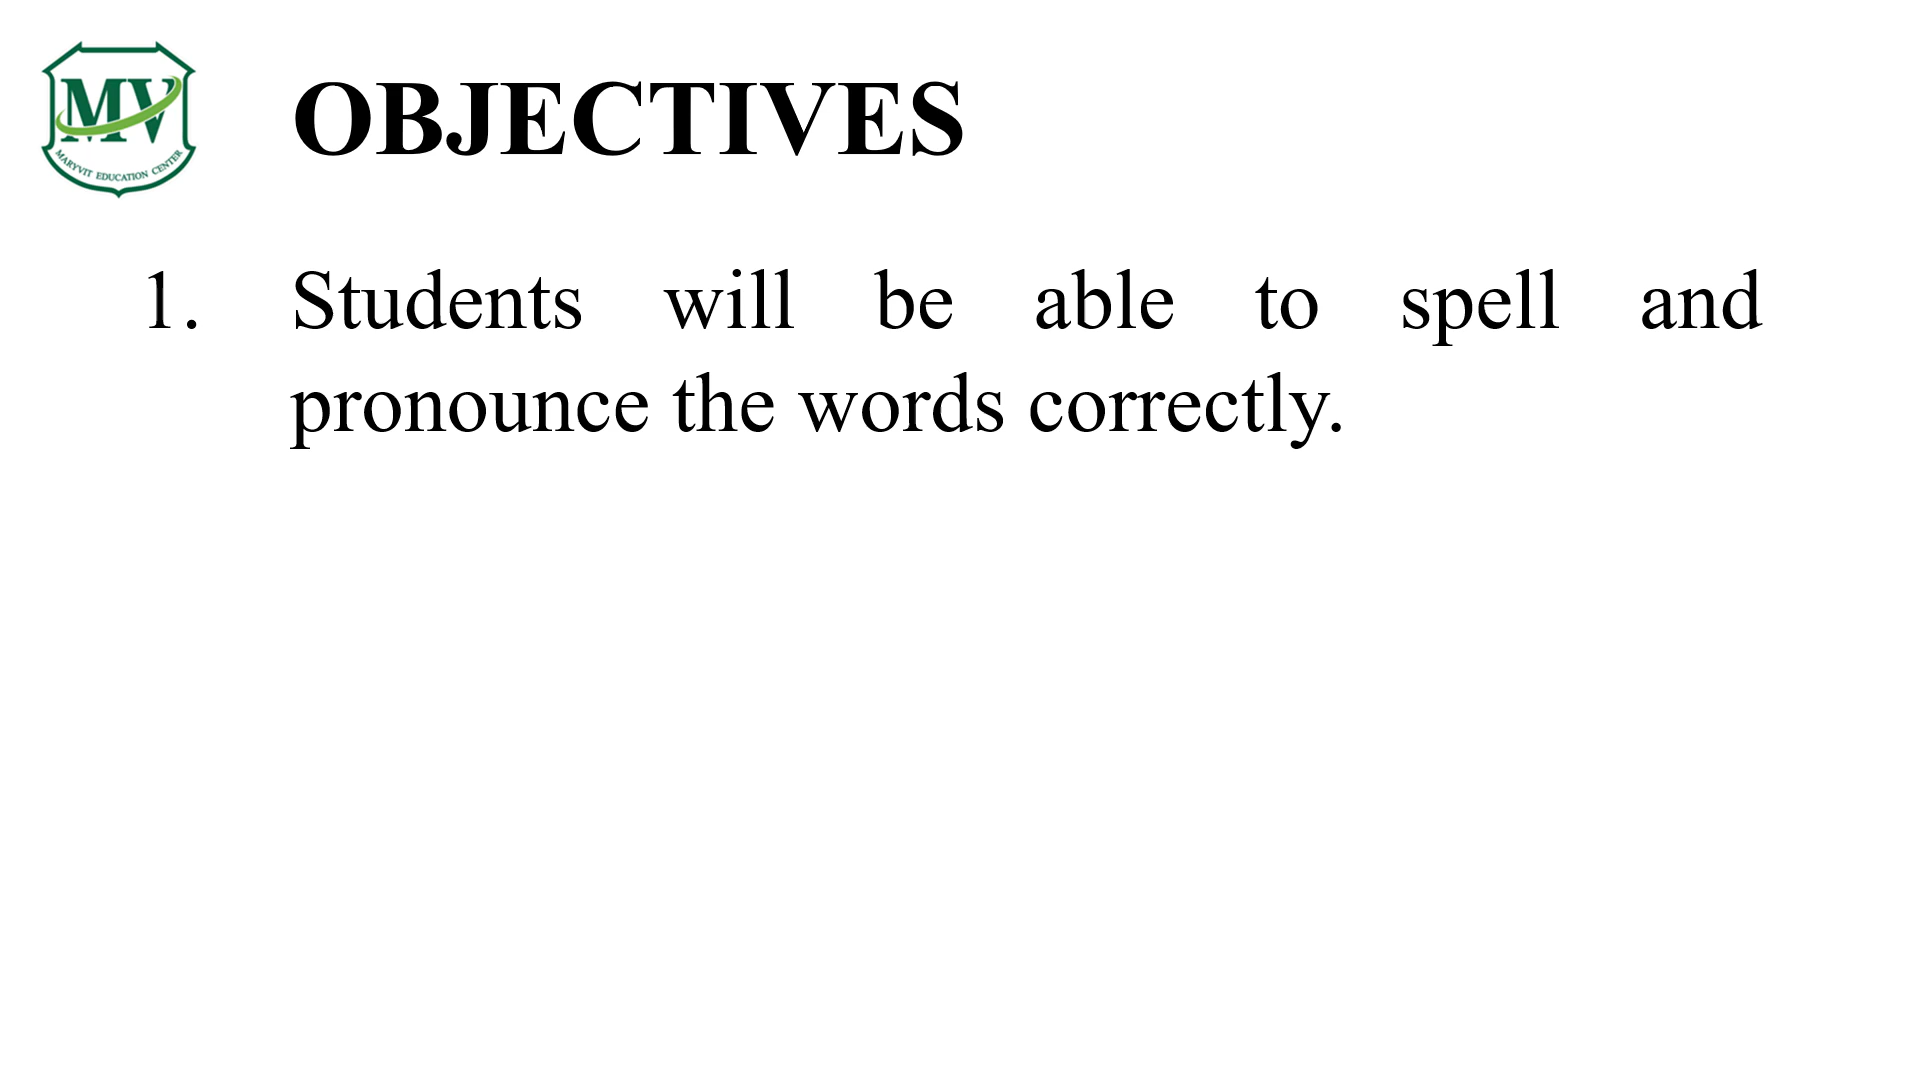 MV
MARYVIT EDUCATION CENTER
OBJECTIVES
1. Students will be able to spell and
pronounce the words correctly.